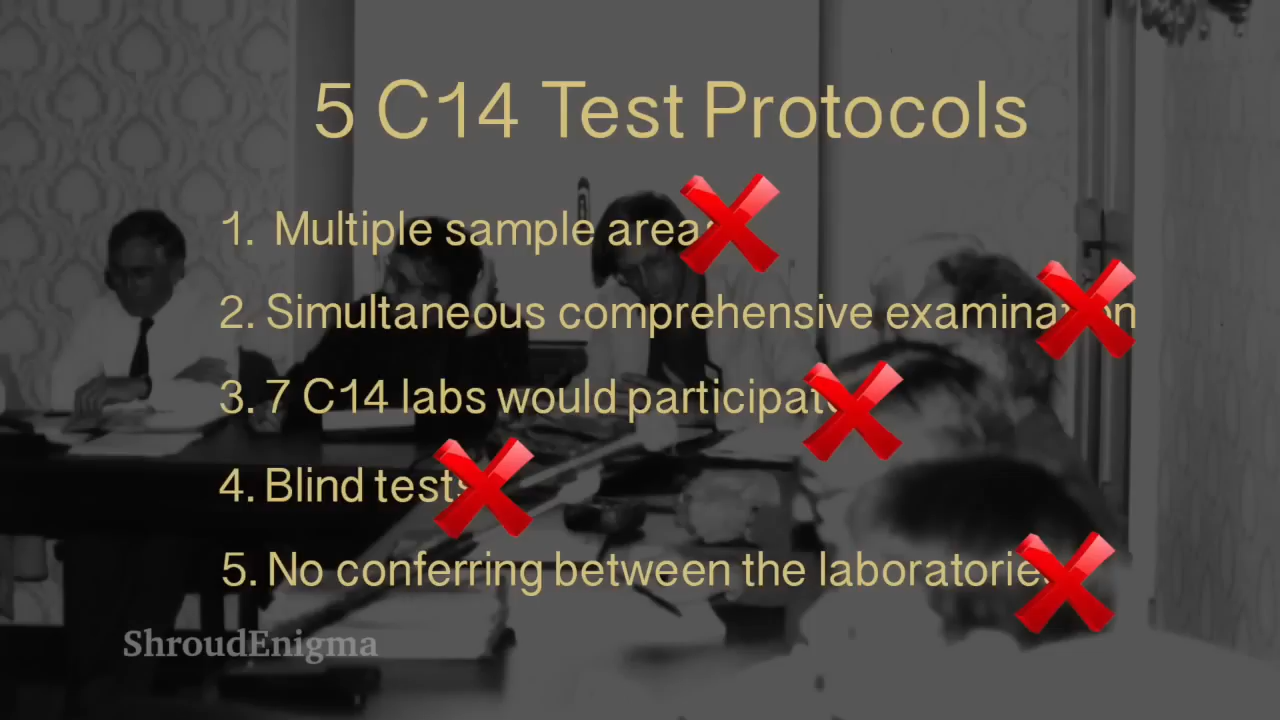 5 C14 Test Protocols
1. Multiple sample areas
2. Simultaneous comprehensive examination
3. 7 C14 labs would participate
4. Blind tests
5. No conferring between the laboratories
ShroudEnigma